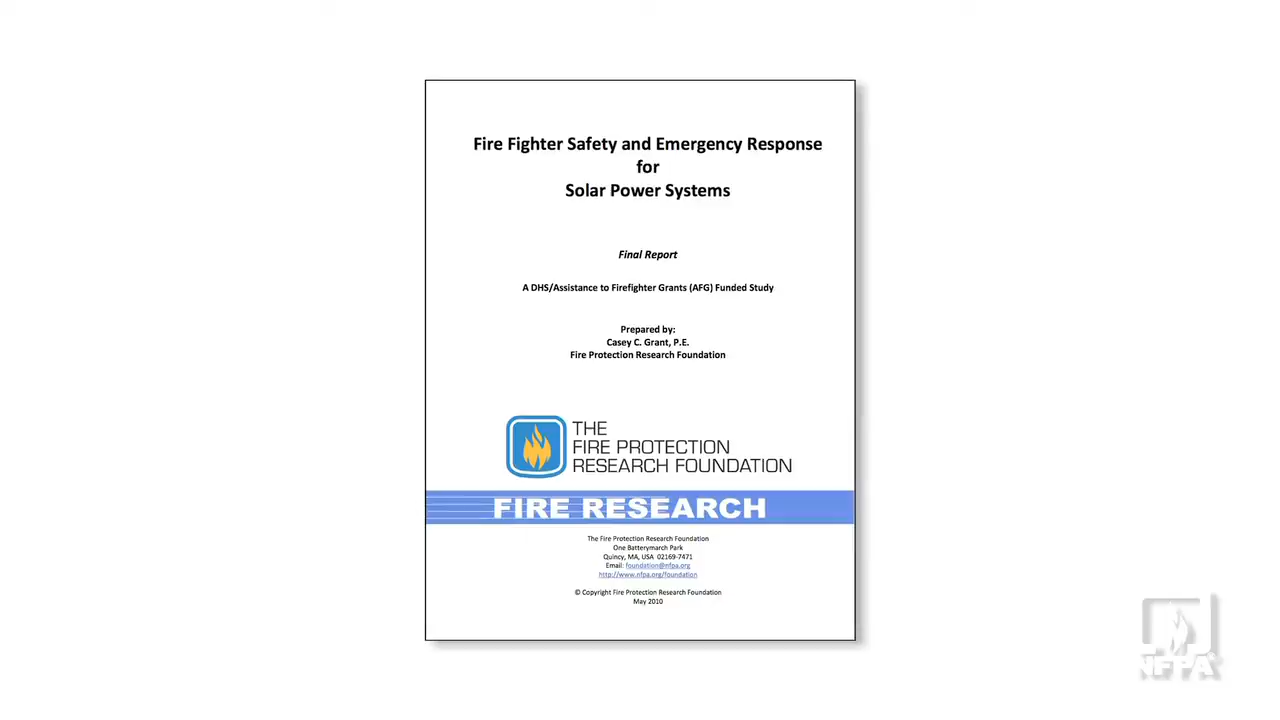 Fire Fighter Safety and Emergency Response
for
Solar Power Systems
Final Report
A DHS/Assistance to Firefighter Grants (AFG) Funded Study
Prepared by:
Casey C. Grant, P.E.
Fire Protection Research Foundation
THE
FIRE PROTECTION
RESEARCH FOUNDATION
FIRE RESEARCH
The Fire Protection Research Foundation
One Batterymarch Park
Quincy, MA, USA 02169-7471
Email: foundation@nfpa.org
http://www.nfpa.org/foundation
© Copyright Fire Protection Research Foundation
May 2010
NFPA